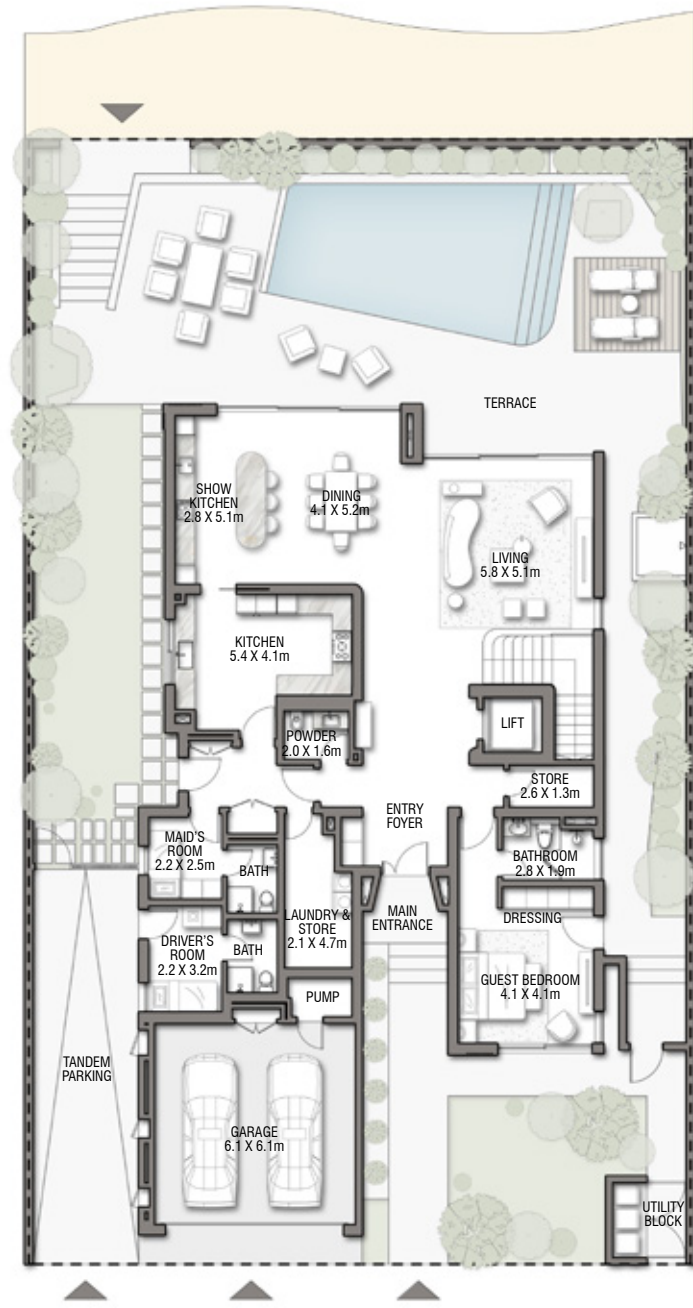 TERRACE
SHOW
KITCHEN
2.8 X 5.1m
DINING
4.1 X 5.2m
LIVING
5.8 X 5.1m
KITCHEN
5.4 X 4.1m
LIFT
POWDER
2.0 X 1.6m
STORE
2.6 X 1.3m
ENTRY
FOYER
MAID'S
ROOM
2.2 X 2.5m
BATH
BATHROOM
2.8 X 1.9m
DRESSING
LAUNDRY &
STORE
2.1 X 4.7m
MAIN
ENTRANCE
DRIVER'S
ROOM
2.2 X 3.2m
BATH
GUEST BEDROOM
4.1 X 4.1m
PUMP
TANDEM
PARKING
GARAGE
6.1 X 6.1m
UTILITY
BLOCK